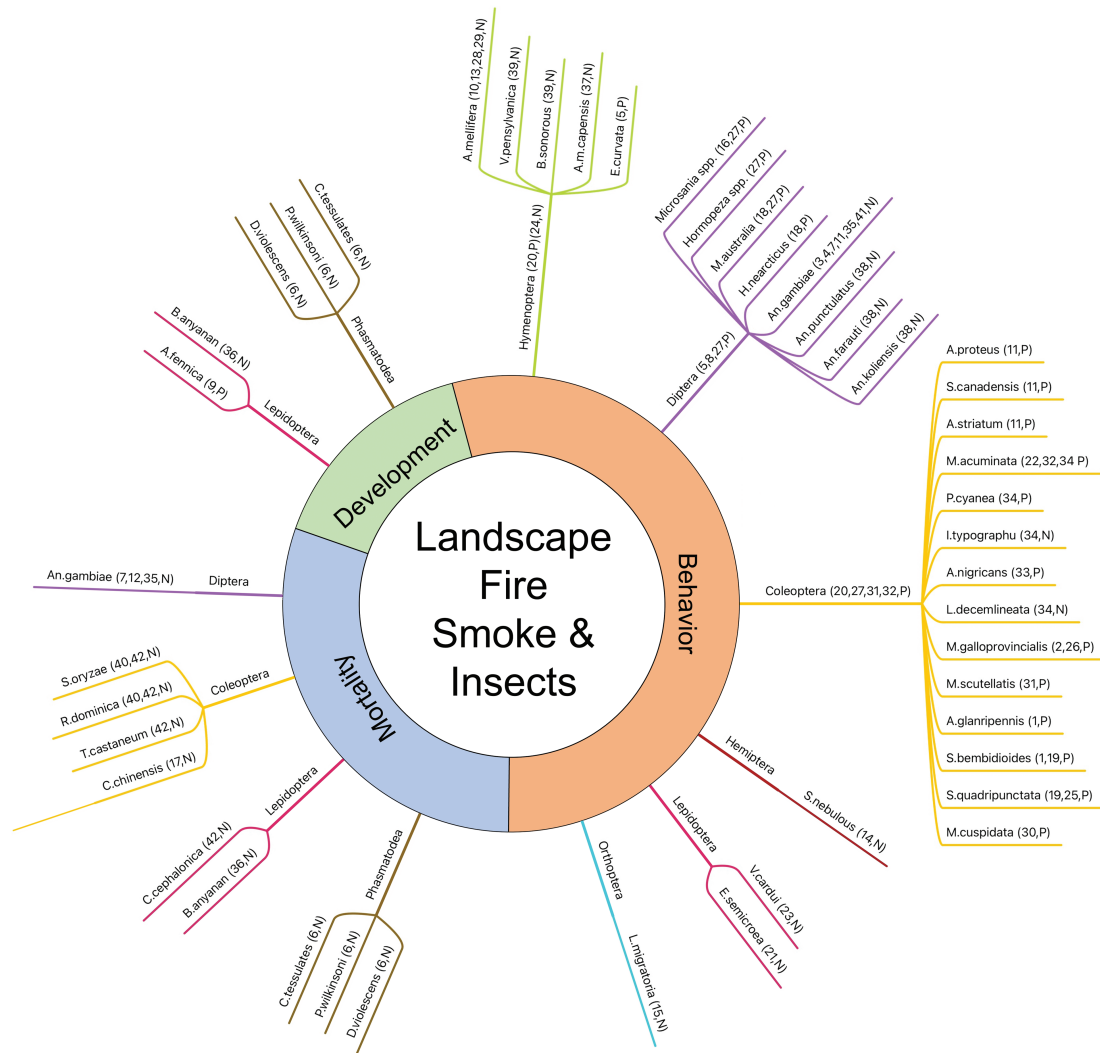 Landscape
Fire
Smoke &
Insects
Behavior
Hymenoptera (20,P)(24,N)
A.mellifera (10,13,28,29,N)
V.pensylvanica (39,N)
B.sonorous (39,N)
A.m.capensis (37,N)
E.curvata (5,P)
Diptera (5,8,27,P)
Microsania spp. (16,27,P)
Hormopeza spp. (27,P)
M.australia (18,27,P)
H.nearcticus (18,P)
An.gambiae (3,4,7,11,35,41,N)
An.punctulatus (38,N)
An.farauti (38,N)
An.koliensis (38,N)
Coleoptera (20,27,31,32,P)
A.proteus (11,P)
S.canadensis (11,P)
A.striatum (11,P)
M.acuminata (22,32,34 P)
P.cyanea (34,P)
I.typographu (34,N)
A.nigricans (33,P)
L.decemlineata (34,N)
M.galloprovincialis (2,26,P)
M.scutellatis (31,P)
A.glanripennis (1,P)
S.bembidioides (1,19,P)
S.quadripunctata (19,25,P)
M.cuspidata (30,P)
Hemiptera
S.nebulous (14,N)
Lepidoptera
V.cardui (23,N)
E.semicroea (21,N)
Orthoptera
L.migratoria (15,N)
Mortality
Phasmatodea
D.violescens (6,N)
P.wilkinsoni (6,N)
C.tessulates (6,N)
Lepidoptera
B.anyanan (36,N)
C.cephalonica (42,N)
Coleoptera
C.chinensis (17,N)
T.castaneum (42,N)
R.dominica (40,42,N)
S.oryzae (40,42,N)
Diptera
An.gambiae (7,12,35,N)
Development
Lepidoptera
A.fennica (9,P)
B.anyanan (36,N)
Phasmatodea
D.violescens (6,N)
P.wilkinsoni (6,N)
C.tessulates (6,N)